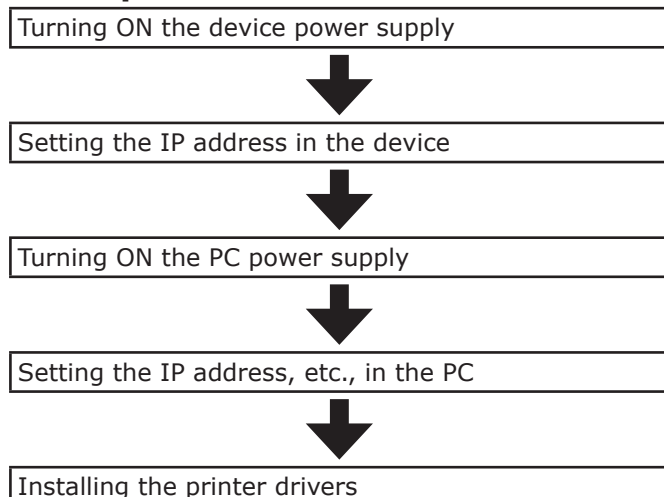 Turning ON the device power supply
Setting the IP address in the device
Turning ON the PC power supply
Setting the IP address, etc., in the PC
Installing the printer drivers